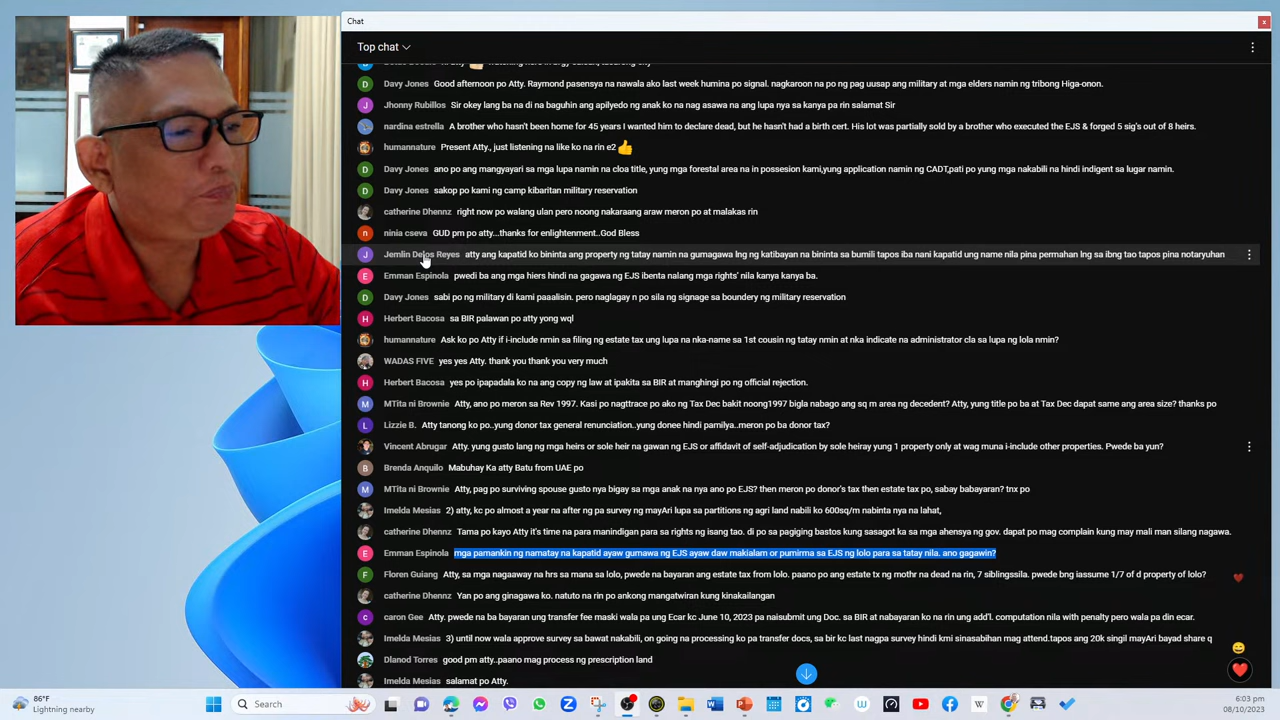 Chat
Top chat
Davy Jones Good afternoon po Atty. Raymond pasensya na nawala ako last week humina po signal. nagkaroon na po ng pag uusap ang military at mga elders namin ng tribong Higa-onon.
Jhonny Rubillos Sir okey lang ba na di na baguhin ang apilyedo ng anak ko na nag asawa na ang lupa nya sa kanya pa rin salamat Sir
nardina estrella A brother who hasn't been home for 45 years I wanted him to declare dead, but he hasn't had a birth cert. His lot was partially sold by a brother who executed the EJS & forged 5 sig's out of 8 heirs.
humannature Present Atty., just listening na like ko na rin e2
Davy Jones ano po ang mangyayari sa mga lupa namin na cloa title, yung mga forestal area na in possesion kami,yung application namin ng CADT,pati po yung mga nakabili na hindi indigent sa lugar namin.
Davy Jones sakop po kami ng camp kibaritan military reservation
catherine Dhennz right now po walang ulan pero noong nakaraang araw meron po at malakas rin
ninia cseva GUD pm po atty...thanks for enlightenment..God Bless
Jemlin Delos Reyes atty ang kapatid ko bininta ang property ng tatay namin na gumagawa lng ng katibayan na bininta sa bumili tapos iba nani kapatid ung name nila pina permahan lng sa ibng tao tapos pina notaryuhan
Emman Espinola pwedi ba ang mga hiers hindi na gagawa ng EJS ibenta nalang mga rights' nila kanya kanya ba.
Davy Jones sabi po ng military di kami paaalisin. pero naglagay n po sila ng signage sa boundery ng military reservation
Herbert Bacosa sa BIR palawan po atty yong wql
humannature Ask ko po Atty if i-include nmin sa filing ng estate tax ung lupa na nka-name sa 1st cousin ng tatay nmin at nka indicate na administrator cla sa lupa ng lola nmin?
WADAS FIVE yes yes Atty. thank you thank you very much
Herbert Bacosa yes po ipapadala ko na ang copy ng law at ipakita sa BIR at manghingi po ng official rejection.
MTita ni Brownie Atty, ano po meron sa Rev 1997. Kasi po nagttrace po ako ng Tax Dec bakit noong1997 bigla nabago ang sq m area ng decedent? Atty, yung title po ba at Tax Dec dapat same ang area size? thanks po
Lizzie B. Atty tanong ko po..yung donor tax general renunciation..yung donee hindi pamilya..meron po ba donor tax?
Vincent Abrugar Atty. yung gusto lang ng mga heirs or sole heir na gawan ng EJS or affidavit of self-adjudication by sole heiray yung 1 property only at wag muna i-include other properties. Pwede ba yun?
Brenda Anquilo Mabuhay Ka atty Batu from UAE po
MTita ni Brownie Atty, pag po surviving spouse gusto nya bigay sa mga anak na nya ano po EJS? then meron po donor's tax then estate tax po, sabay babayaran? tnx po
Imelda Mesias 2) atty, kc po almost a year na after ng pa survey ng mayAri lupa sa partitions ng agri land nabili ko 600sq/m nabinta nya na lahat,
catherine Dhennz Tama po kayo Atty it's time na para manindigan para sa rights ng isang tao. di po sa pagiging bastos kung sasagot ka sa mga ahensya ng gov. dapat po mag complain kung may mali man silang nagawa.
Emman Espinola mga pamankin ng namatay na kapatid ayaw gumawa ng EJS ayaw daw makialam or pumirma sa EJS ng lolo para sa tatay nila. ano gagawin?
Floren Guiang Atty, sa mga nagaaway na hrs sa mana sa lolo, pwede na bayaran ang estate tax from lolo. paano po ang estate tx ng mothr na dead na rin, 7 siblingssila. pwede bng iassume 1/7 of d property of lolo?
catherine Dhennz Yan po ang ginagawa ko. natuto na rin po ankong mangatwiran kung kinakailangan
caron Gee Atty. pwede na ba bayaran ung transfer fee maski wala pa ung Ecar kc June 10, 2023 pa naisubmit ung Doc. sa BIR at nabayaran ko na rin ung add'l. computation nila with penalty pero wala pa din ecar.
Imelda Mesias 3) until now wala approve survey sa bawat nakabili, on going na processing ko pa transfer docs, sa bir kc last nagpa survey hindi kmi sinasabihan mag attend.tapos ang 20k singil mayAri bayad share q
Dlanod Torres good pm atty..paano mag process ng prescription land
Imelda Mesias salamat po Atty.
86°F
Lightning nearby
Search
6:03 pm
08/10/2023